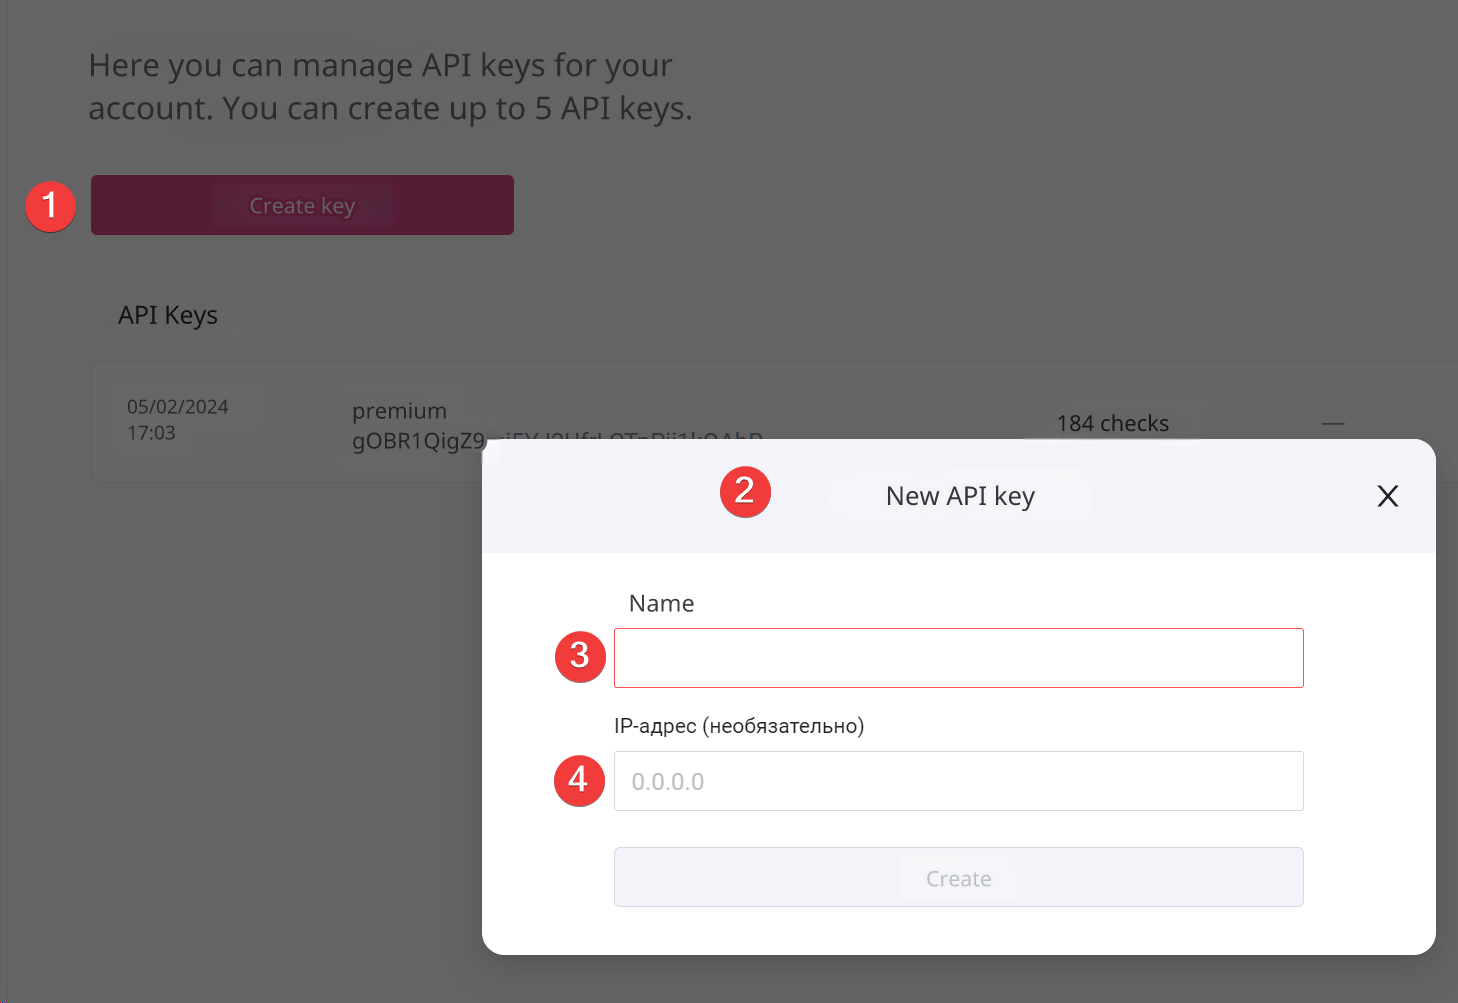 Here you can manage API keys for your
account. You can create up to 5 API keys.
1
Create key
API Keys
05/02/2024
17:03
premium
184 checks
—
2
New API key
X
Name
3
IP-адрес (необязательно)
4
0.0.0.0
Create